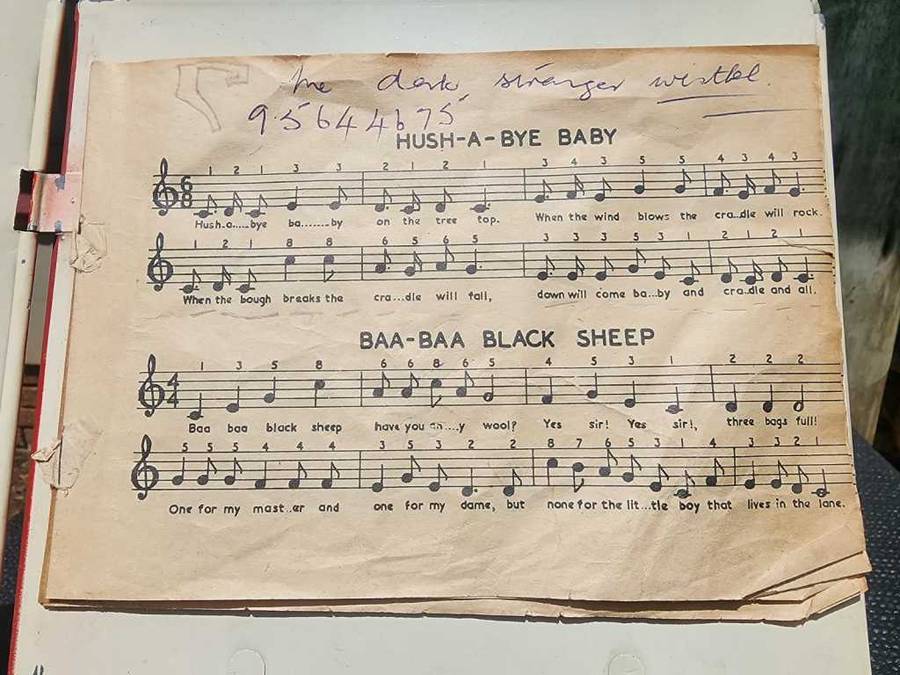 the dark stranger wistlel.
95644675
HUSH-A-BYE BABY
1 2 1 3 3 2 1 2 1 3 4 3 5 5 4 3 4 3
6
8
Hush.a.....bye ba.......by on the tree top. When the wind blows the cra..dle will rock.
1 2 1 8 8 6 5 6 5 3 3 3 5 3 1 2 1 2 1
When the bough breaks the cra...dle will fall, down will come ba...by and cra..dle and all.
BAA-BAA BLACK SHEEP
1 3 5 8 6 6 8 6 5 4 5 3 1 2 2 2
4
4
Baa baa black sheep have you an....y wool? Yes sir! Yes sir!, three bags full!
5 5 5 4 4 4 3 5 3 2 2 8 7 6 5 3 1 4 3 3 2 1
One for my mast..er and one for my dame, but none for the lit...tle boy that lives in the lane.